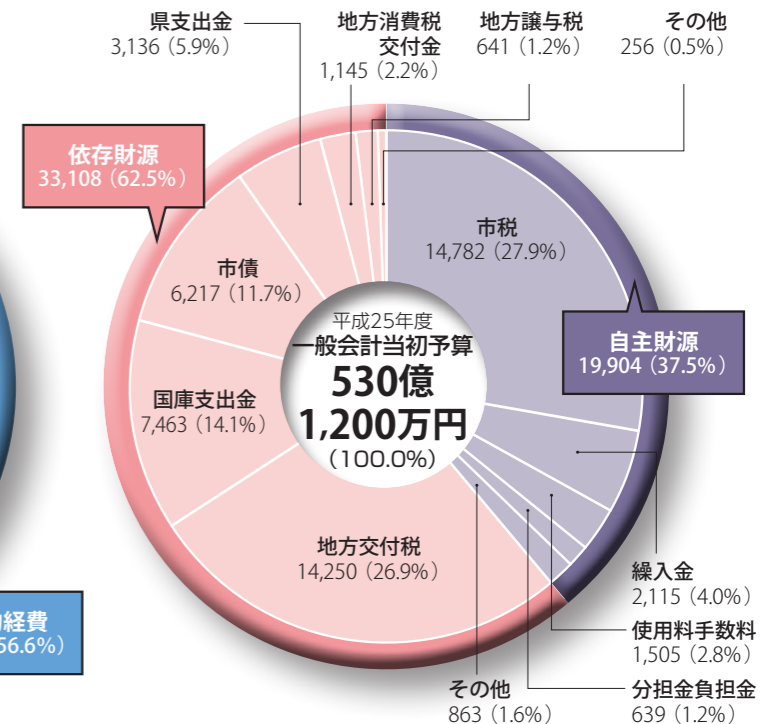 県支出金
3,136（5.9%）
地方消費税
交付金
1,145（2.2%）
地方譲与税
641（1.2%）
その他
256（0.5%）
依存財源
33,108（62.5%）
市税
14,782（27.9%）
市債
6,217（11.7%）
平成25年度
一般会計当初予算
530億
1,200万円
（100.0%）
自主財源
19,904（37.5%）
国庫支出金
7,463（14.1%）
地方交付税
14,250（26.9%）
繰入金
2,115（4.0%）
使用料手数料
1,505（2.8%）
分担金負担金
639（1.2%）
その他
863（1.6%）
経費
56.6%）